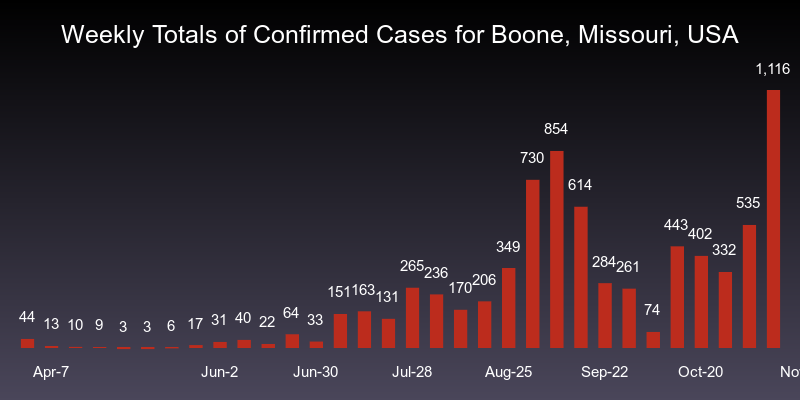 Weekly Totals of Confirmed Cases for Boone, Missouri, USA
44 13 10 9 3 3 6 17 31 40 22 64 33 151 163 131 265 236 170 206 349 730 854 614 284 261 74 443 402 332 535 1,116
Apr-7 Jun-2 Jun-30 Jul-28 Aug-25 Sep-22 Oct-20 Nov